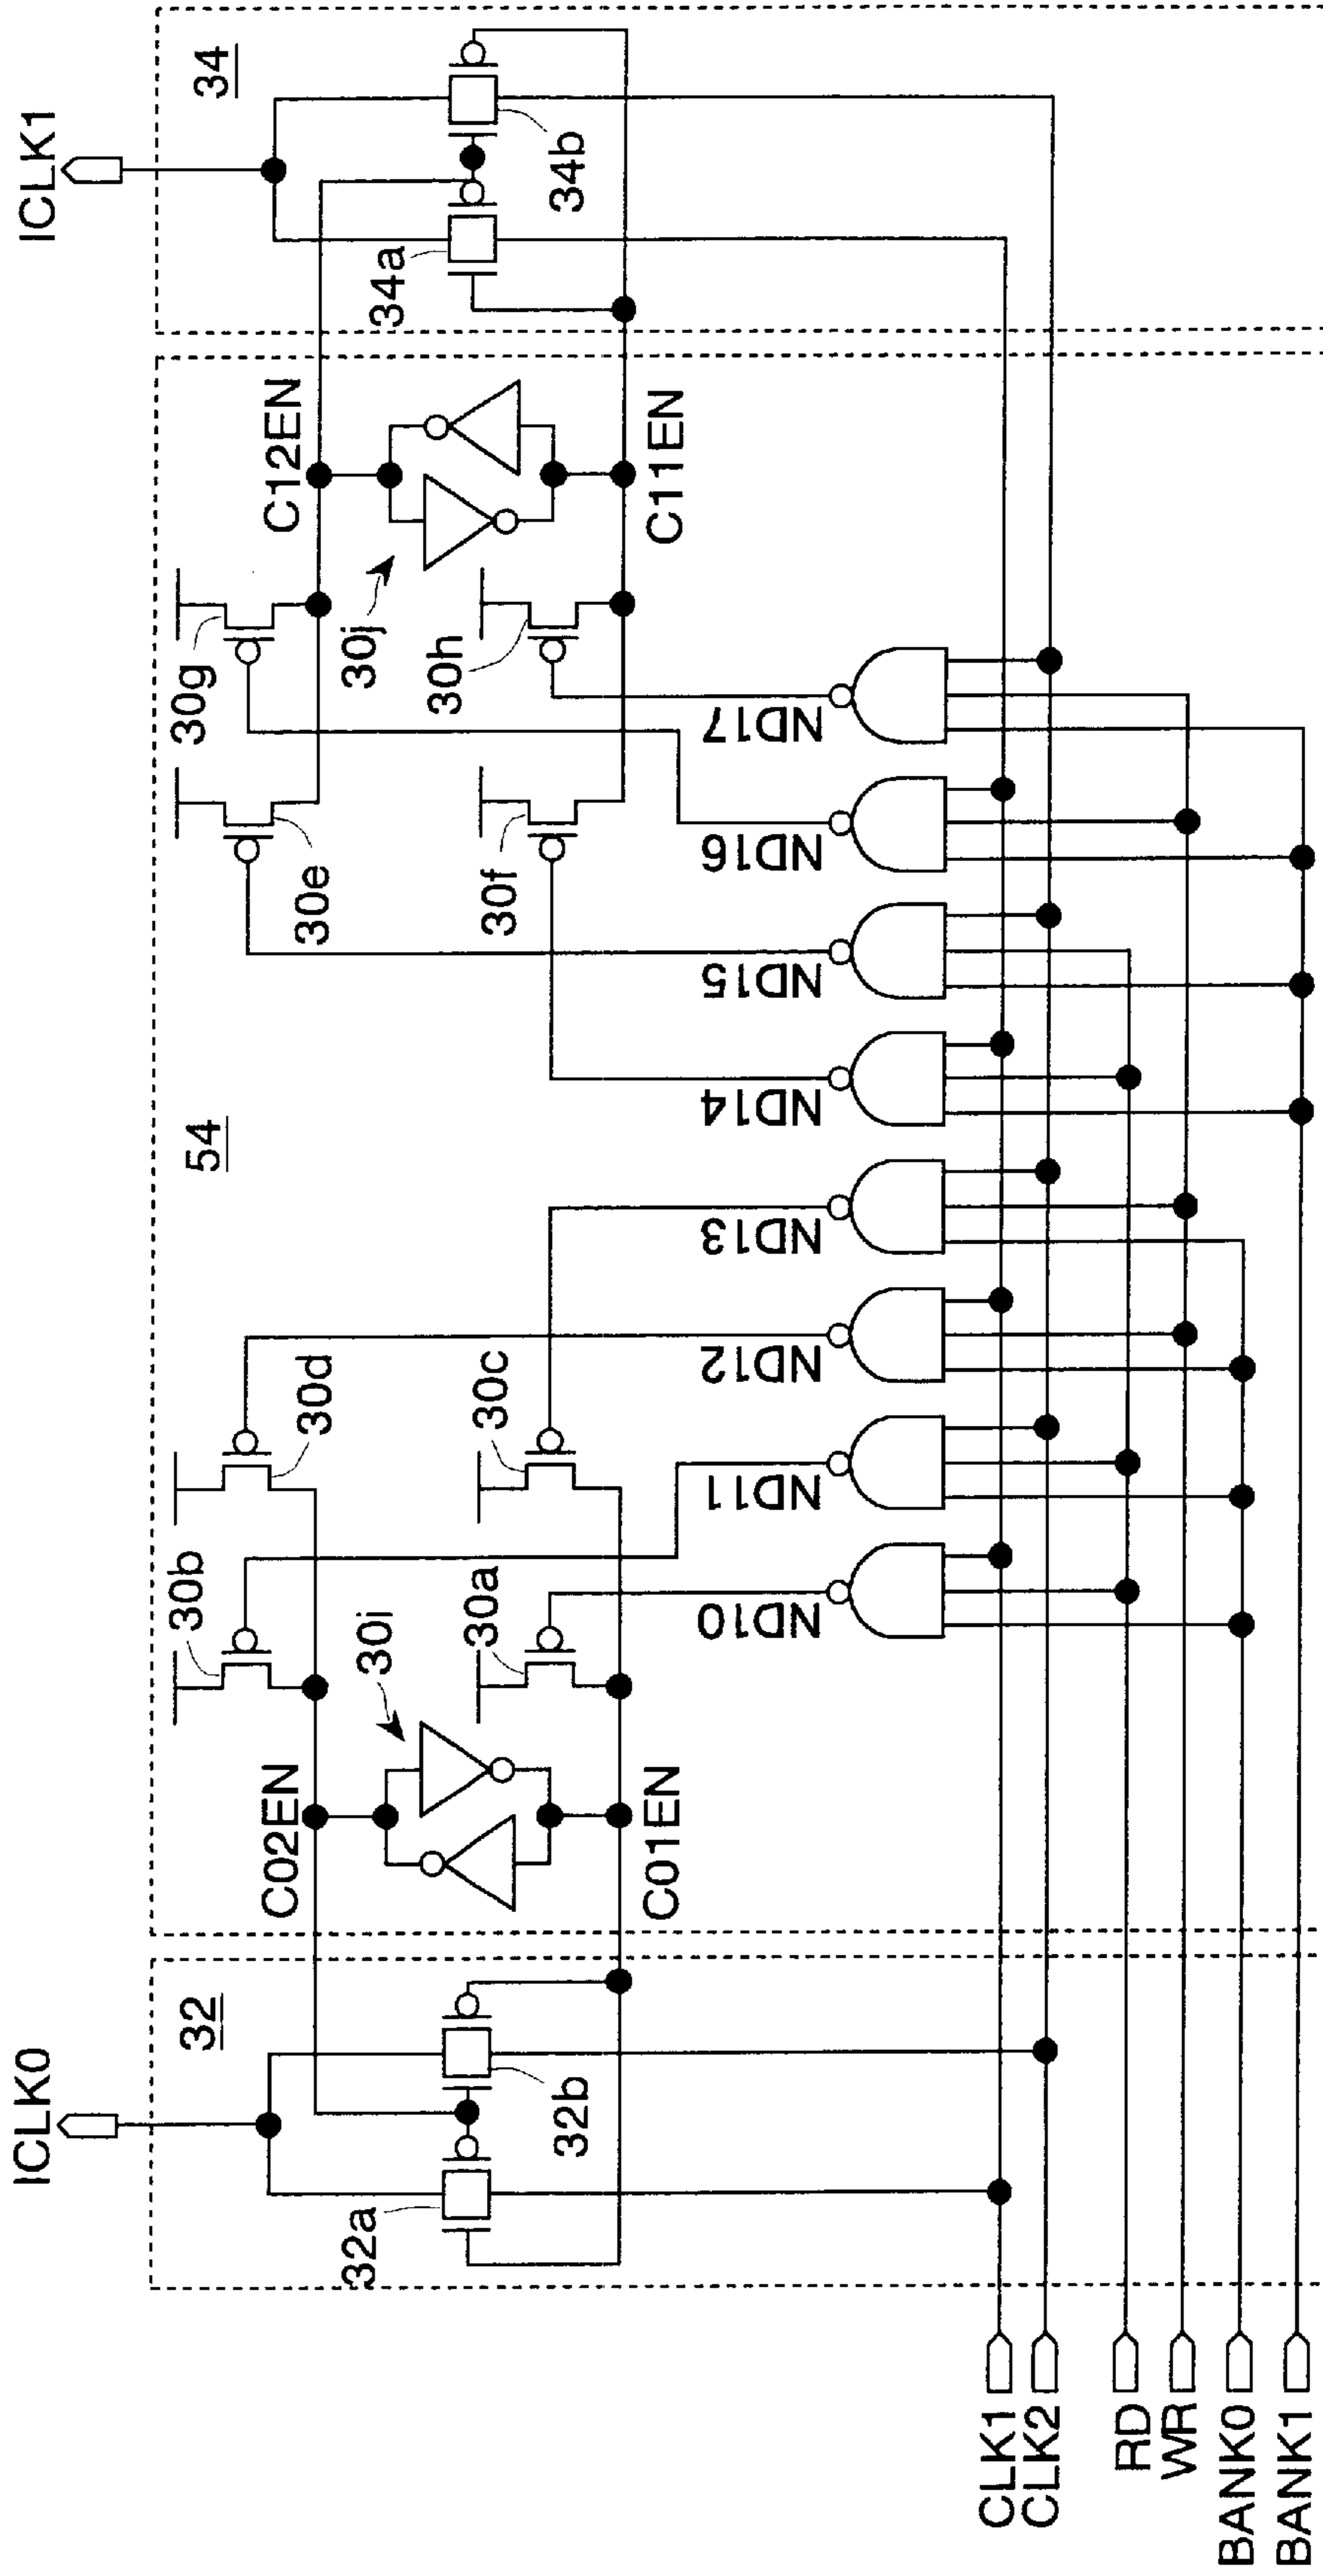 ICLK0
ICLK1
32
54
34
C02EN
30b
30d
30e
30g
C12EN
32a
32b
30i
30a
30c
30f
30h
30j
34a
34b
C01EN
C11EN
ND10
ND11
ND12
ND13
ND14
ND15
ND16
ND17
CLK1
CLK2
RD
WR
BANK0
BANK1